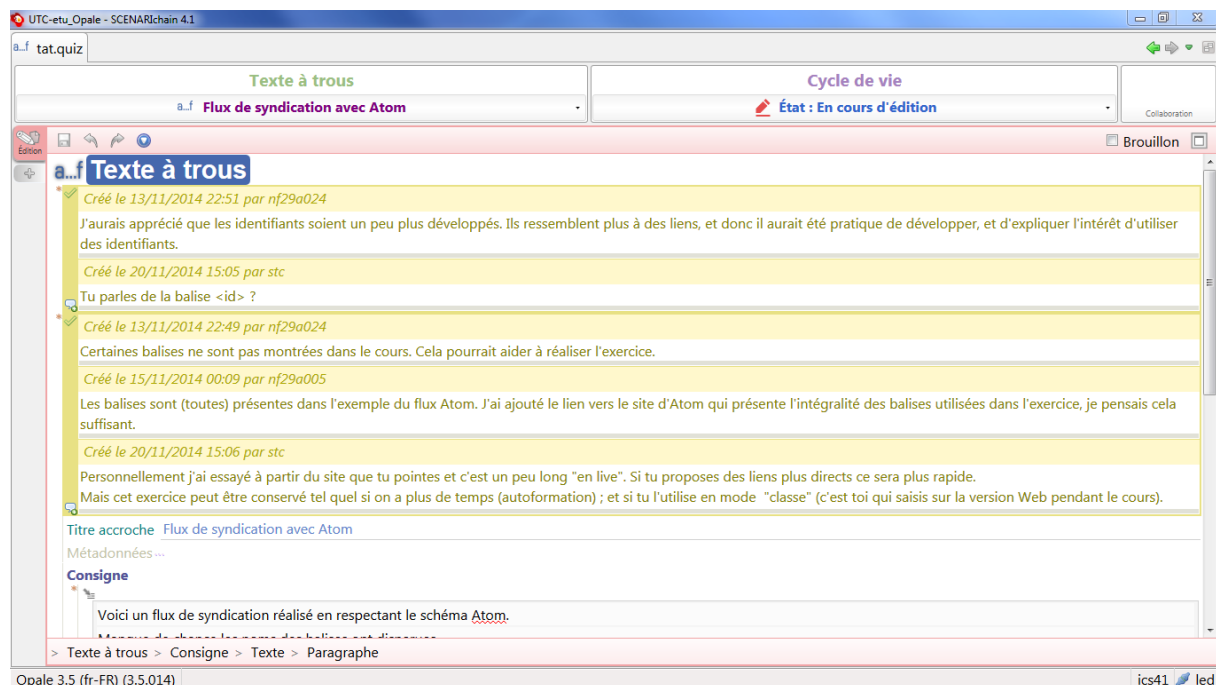 UTC-etu_Opale - SCENARIchain 4.1
a...f tat.quiz
Texte à trous
a...f Flux de syndication avec Atom
Cycle de vie
État : En cours d'édition
Collaboration
Édition
Brouillon
a...f Texte à trous
Créé le 13/11/2014 22:51 par nf29a024
J'aurais apprécié que les identifiants soient un peu plus développés. Ils ressemblent plus à des liens, et donc il aurait été pratique de développer, et d'expliquer l'intérêt d'utiliser
des identifiants.
Créé le 20/11/2014 15:05 par stc
Tu parles de la balise <id> ?
Créé le 13/11/2014 22:49 par nf29a024
Certaines balises ne sont pas montrées dans le cours. Cela pourrait aider à réaliser l'exercice.
Créé le 15/11/2014 00:09 par nf29a005
Les balises sont (toutes) présentes dans l'exemple du flux Atom. J'ai ajouté le lien vers le site d'Atom qui présente l'intégralité des balises utilisées dans l'exercice, je pensais cela
suffisant.
Créé le 20/11/2014 15:06 par stc
Personnellement j'ai essayé à partir du site que tu pointes et c'est un peu long "en live". Si tu proposes des liens plus directs ce sera plus rapide.
Mais cet exercice peut être conservé tel quel si on a plus de temps (autoformation) ; et si tu l'utilise en mode "classe" (c'est toi qui saisis sur la version Web pendant le cours).
Titre accroche Flux de syndication avec Atom
Métadonnées ...
Consigne
Voici un flux de syndication réalisé en respectant le schéma Atom.
> Texte à trous > Consigne > Texte > Paragraphe
Opale 3.5 (fr-FR) (3.5.014)
ics41 led